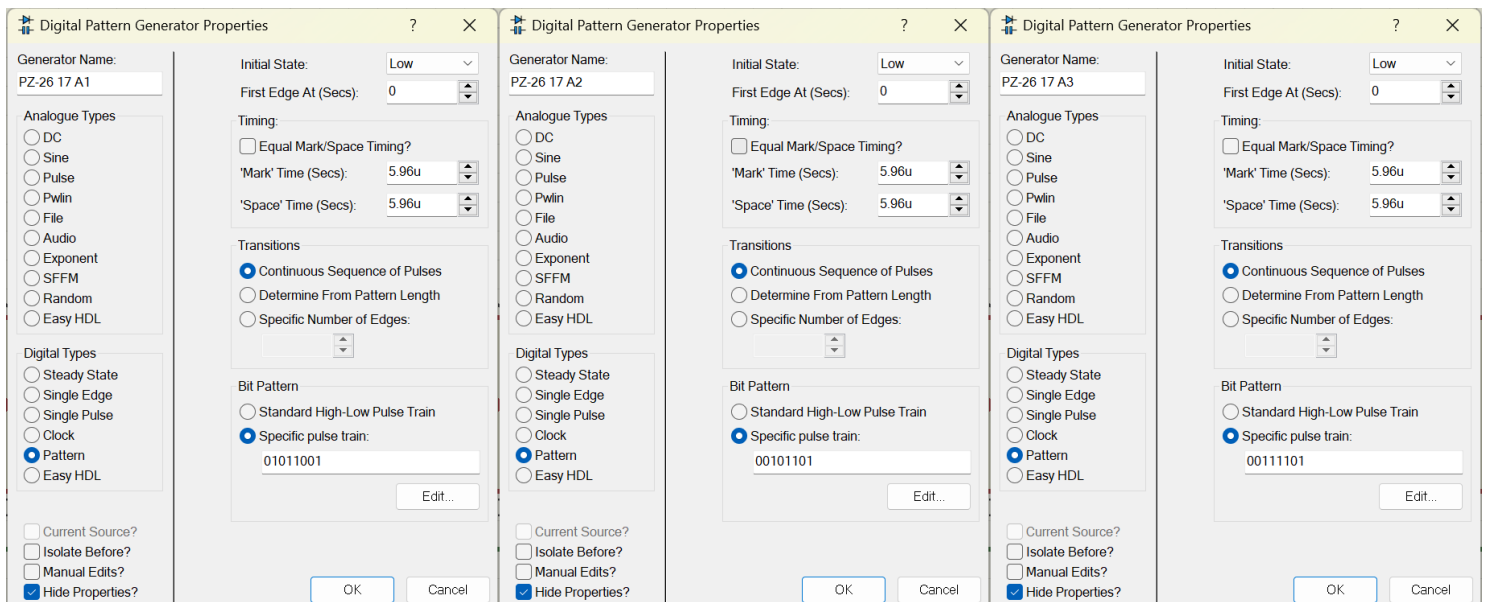 Digital Pattern Generator Properties ? ×
Generator Name:
PZ-26 17 A1
Analogue Types
DC
Sine
Pulse
Pwlin
File
Audio
Exponent
SFFM
Random
Easy HDL
Digital Types
Steady State
Single Edge
Single Pulse
Clock
Pattern
Easy HDL
Current Source?
Isolate Before?
Manual Edits?
Hide Properties?
Initial State: Low
First Edge At (Secs): 0
Timing:
Equal Mark/Space Timing?
'Mark' Time (Secs): 5.96u
'Space' Time (Secs): 5.96u
Transitions
Continuous Sequence of Pulses
Determine From Pattern Length
Specific Number of Edges:
Bit Pattern
Standard High-Low Pulse Train
Specific pulse train:
01011001
Edit...
OK Cancel
Digital Pattern Generator Properties ? ×
Generator Name:
PZ-26 17 A2
Analogue Types
DC
Sine
Pulse
Pwlin
File
Audio
Exponent
SFFM
Random
Easy HDL
Digital Types
Steady State
Single Edge
Single Pulse
Clock
Pattern
Easy HDL
Current Source?
Isolate Before?
Manual Edits?
Hide Properties?
Initial State: Low
First Edge At (Secs): 0
Timing:
Equal Mark/Space Timing?
'Mark' Time (Secs): 5.96u
'Space' Time (Secs): 5.96u
Transitions
Continuous Sequence of Pulses
Determine From Pattern Length
Specific Number of Edges:
Bit Pattern
Standard High-Low Pulse Train
Specific pulse train:
00101101
Edit...
OK Cancel
Digital Pattern Generator Properties ? ×
Generator Name:
PZ-26 17 A3
Analogue Types
DC
Sine
Pulse
Pwlin
File
Audio
Exponent
SFFM
Random
Easy HDL
Digital Types
Steady State
Single Edge
Single Pulse
Clock
Pattern
Easy HDL
Current Source?
Isolate Before?
Manual Edits?
Hide Properties?
Initial State: Low
First Edge At (Secs): 0
Timing:
Equal Mark/Space Timing?
'Mark' Time (Secs): 5.96u
'Space' Time (Secs): 5.96u
Transitions
Continuous Sequence of Pulses
Determine From Pattern Length
Specific Number of Edges:
Bit Pattern
Standard High-Low Pulse Train
Specific pulse train:
00111101
Edit...
OK Cancel